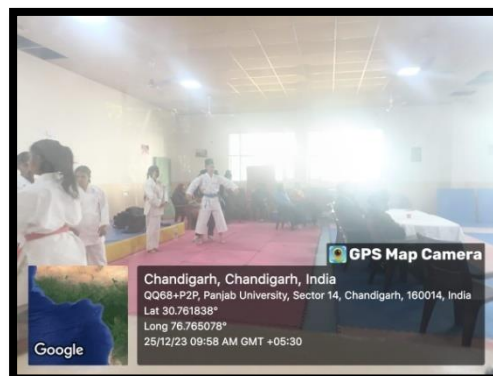 GPS Map Camera
Chandigarh, Chandigarh, India
QQ68+P2P, Panjab University, Sector 14, Chandigarh, 160014, India
Lat 30.761838°
Long 76.765078°
25/12/23 09:58 AM GMT +05:30
Google